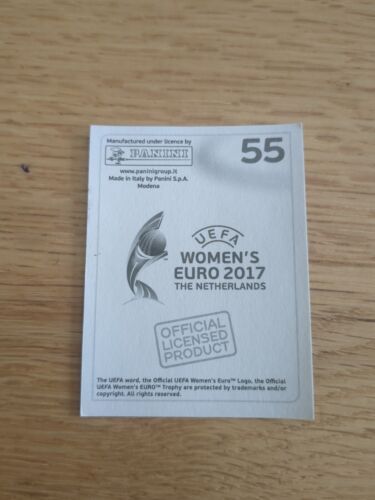 Manufactured under licence by
PANINI
www.paninigroup.it
Made in Italy by Panini S.p.A.
Modena
55
UEFA
WOMEN'S
EURO 2017
THE NETHERLANDS
OFFICIAL
LICENSED
PRODUCT
The UEFA word, the Official UEFA Women's Euro™ Logo, the Official
UEFA Women's EURO™ Trophy are protected by trademarks and/or
copyright. All rights reserved.